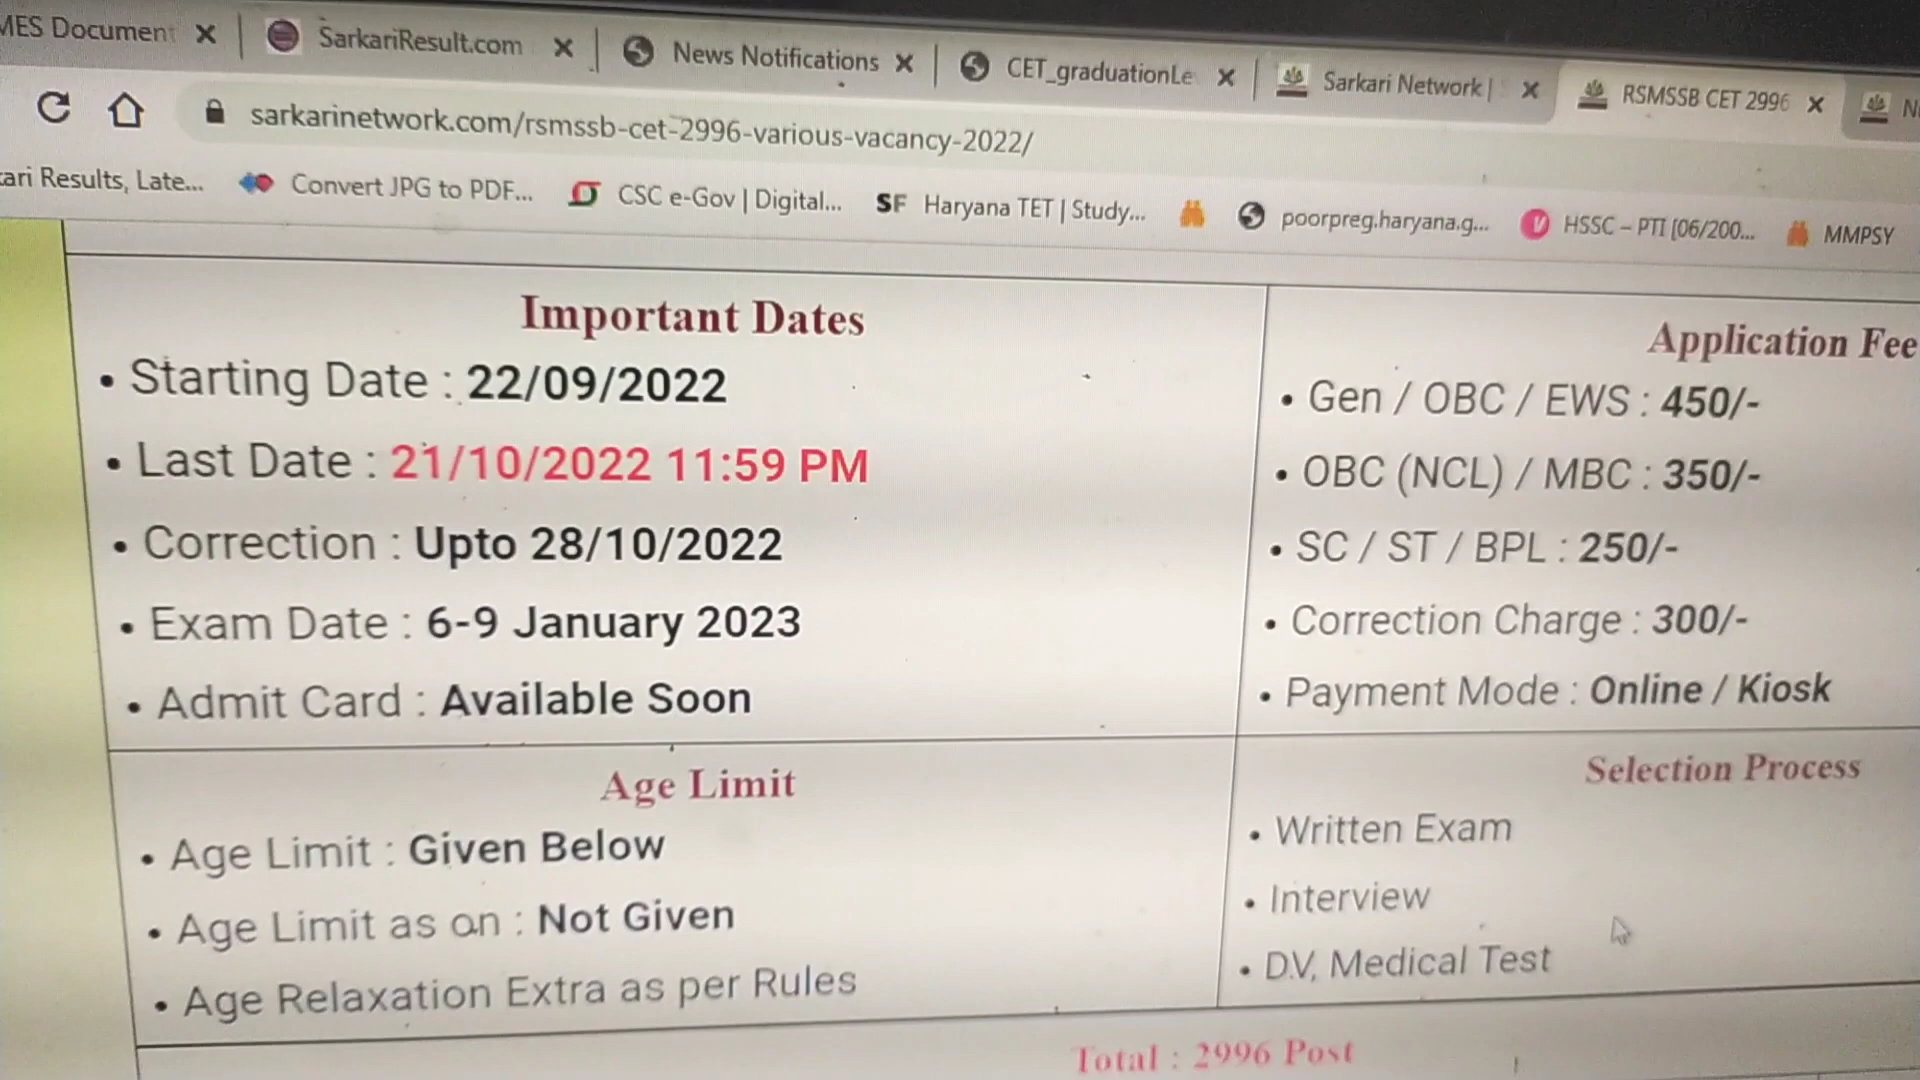 MES Document
SarkariResult.com
News Notifications
CET_graduationLe
Sarkari Network |
RSMSSB CET 2996
sarkarinetwork.com/rsmssb-cet-2996-various-vacancy-2022/
ari Results, Late...
Convert JPG to PDF...
CSC e-Gov | Digital...
SF Haryana TET | Study...
poorpreg.haryana.g...
HSSC – PTI [06/200...
MMPSY
Important Dates
• Starting Date : 22/09/2022
• Last Date : 21/10/2022 11:59 PM
• Correction : Upto 28/10/2022
• Exam Date : 6-9 January 2023
• Admit Card : Available Soon
Application Fee
• Gen / OBC / EWS : 450/-
• OBC (NCL) / MBC : 350/-
• SC / ST / BPL : 250/-
• Correction Charge : 300/-
• Payment Mode : Online / Kiosk
Age Limit
• Age Limit : Given Below
• Age Limit as on : Not Given
• Age Relaxation Extra as per Rules
Selection Process
• Written Exam
• Interview
• D.V, Medical Test
Total : 2996 Post